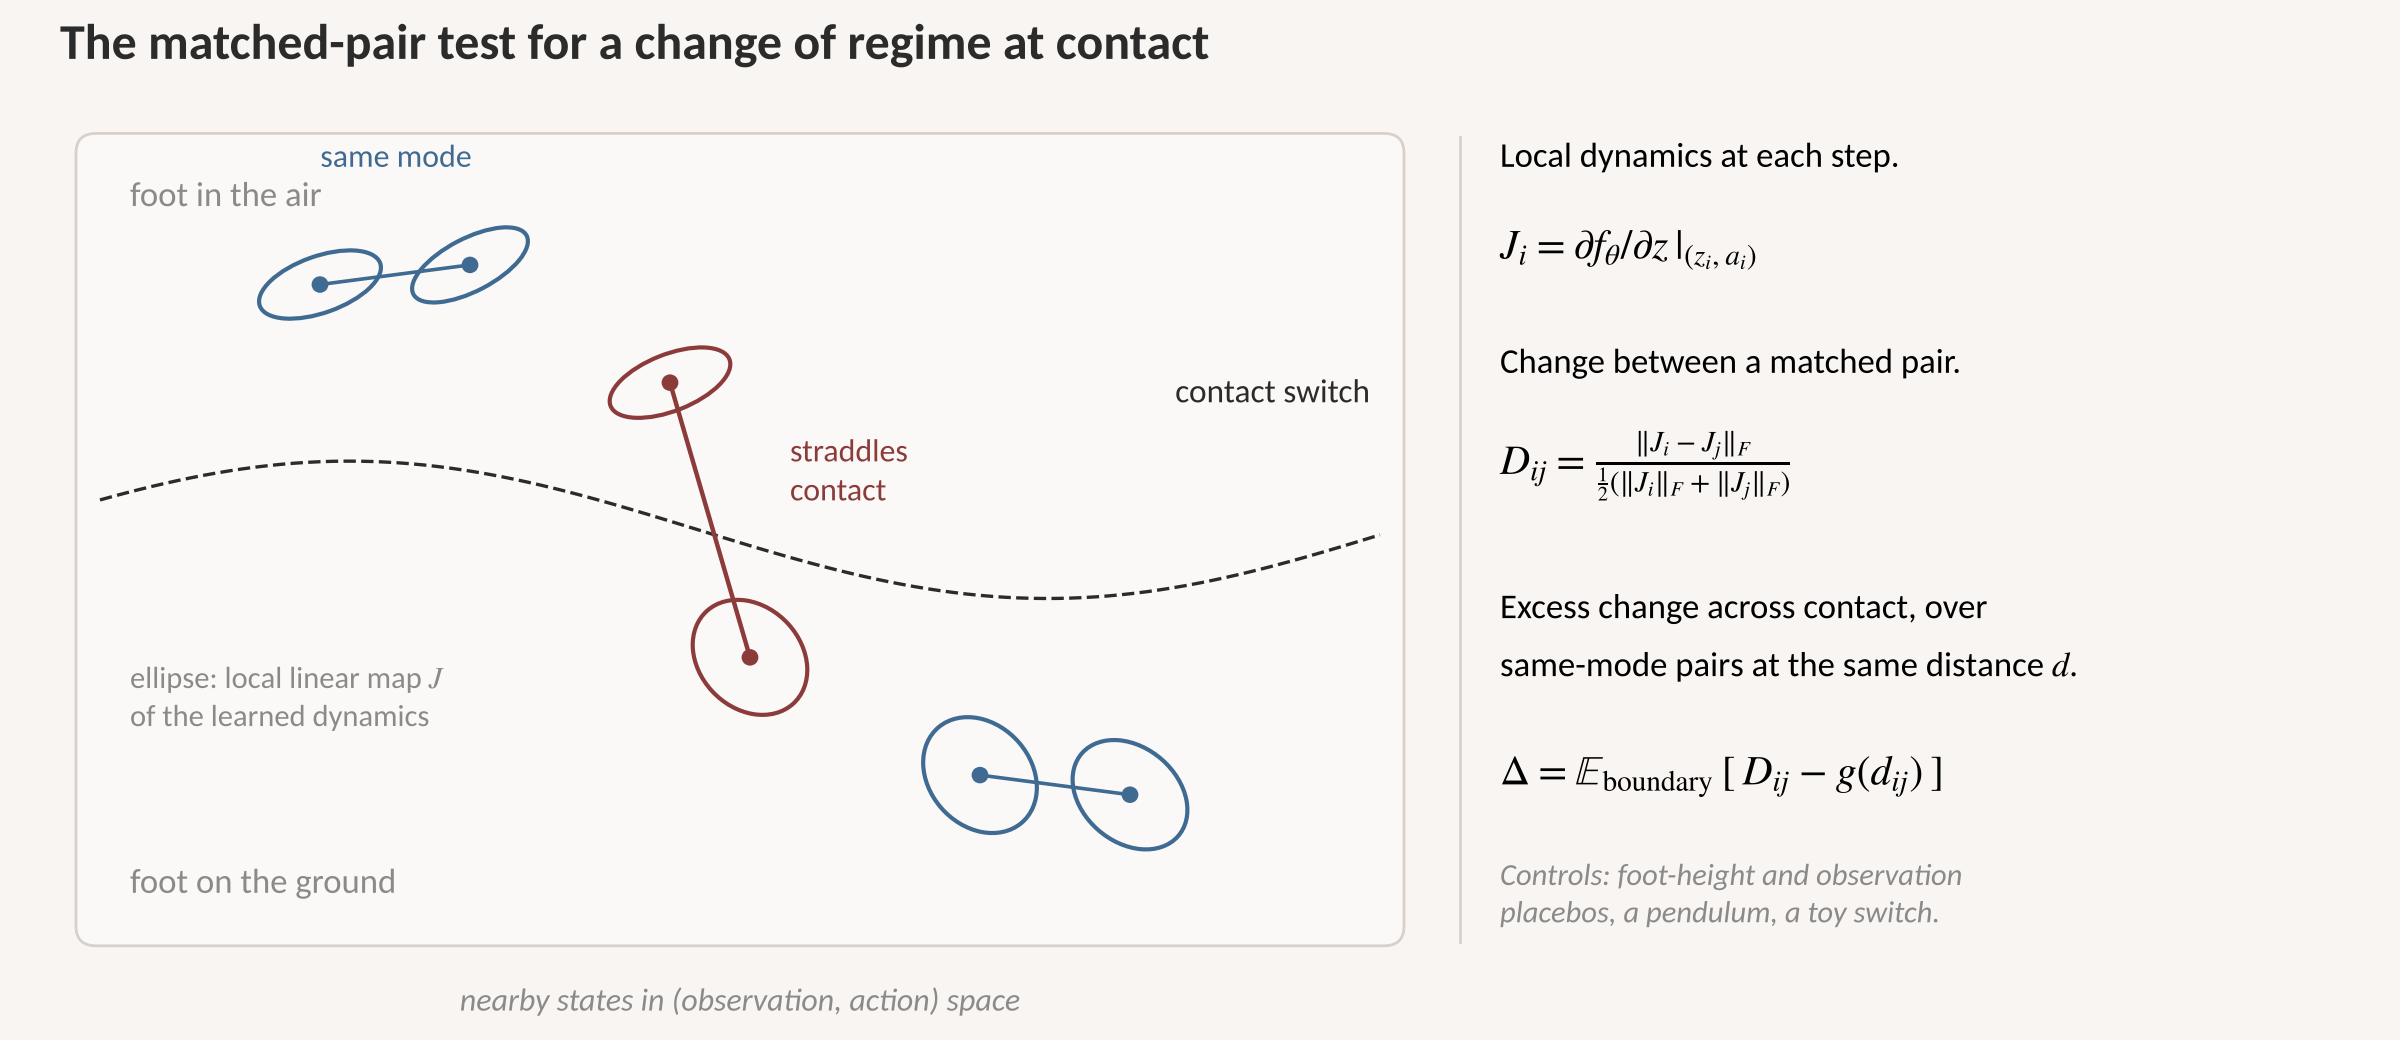 The matched-pair test for a change of regime at contact
same mode
foot in the air
contact switch
straddles
contact
ellipse: local linear map J
of the learned dynamics
foot on the ground
nearby states in (observation, action) space
Local dynamics at each step.
J_i = ∂f_θ/∂z |_(z_i, a_i)
Change between a matched pair.
D_ij = ‖J_i − J_j‖_F / ½(‖J_i‖_F + ‖J_j‖_F)
Excess change across contact, over
same-mode pairs at the same distance d.
Δ = 𝔼_boundary [ D_ij − g(d_ij) ]
Controls: foot-height and observation
placebos, a pendulum, a toy switch.